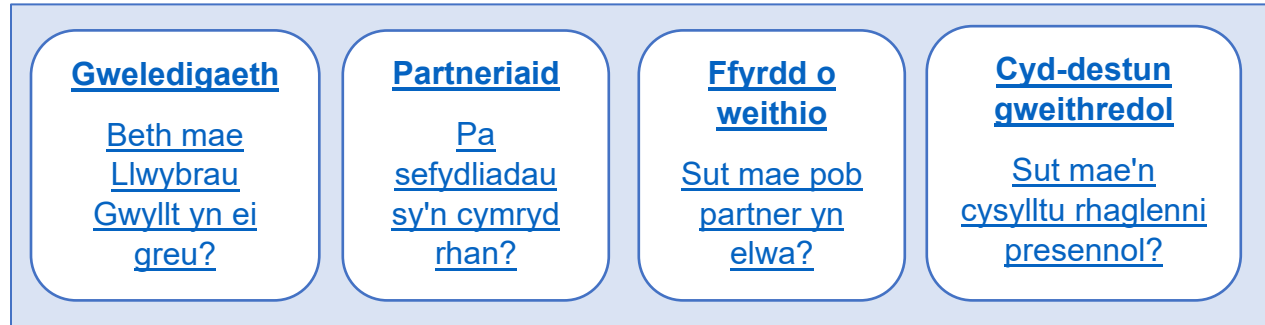 Gweledigaeth
Beth mae
Llwybrau
Gwyllt yn ei
greu?
Partneriaid
Pa
sefydliadau
sy'n cymryd
rhan?
Ffyrdd o
weithio
Sut mae pob
partner yn
elwa?
Cyd-destun
gweithredol
Sut mae'n
cysylltu rhaglenni
presennol?